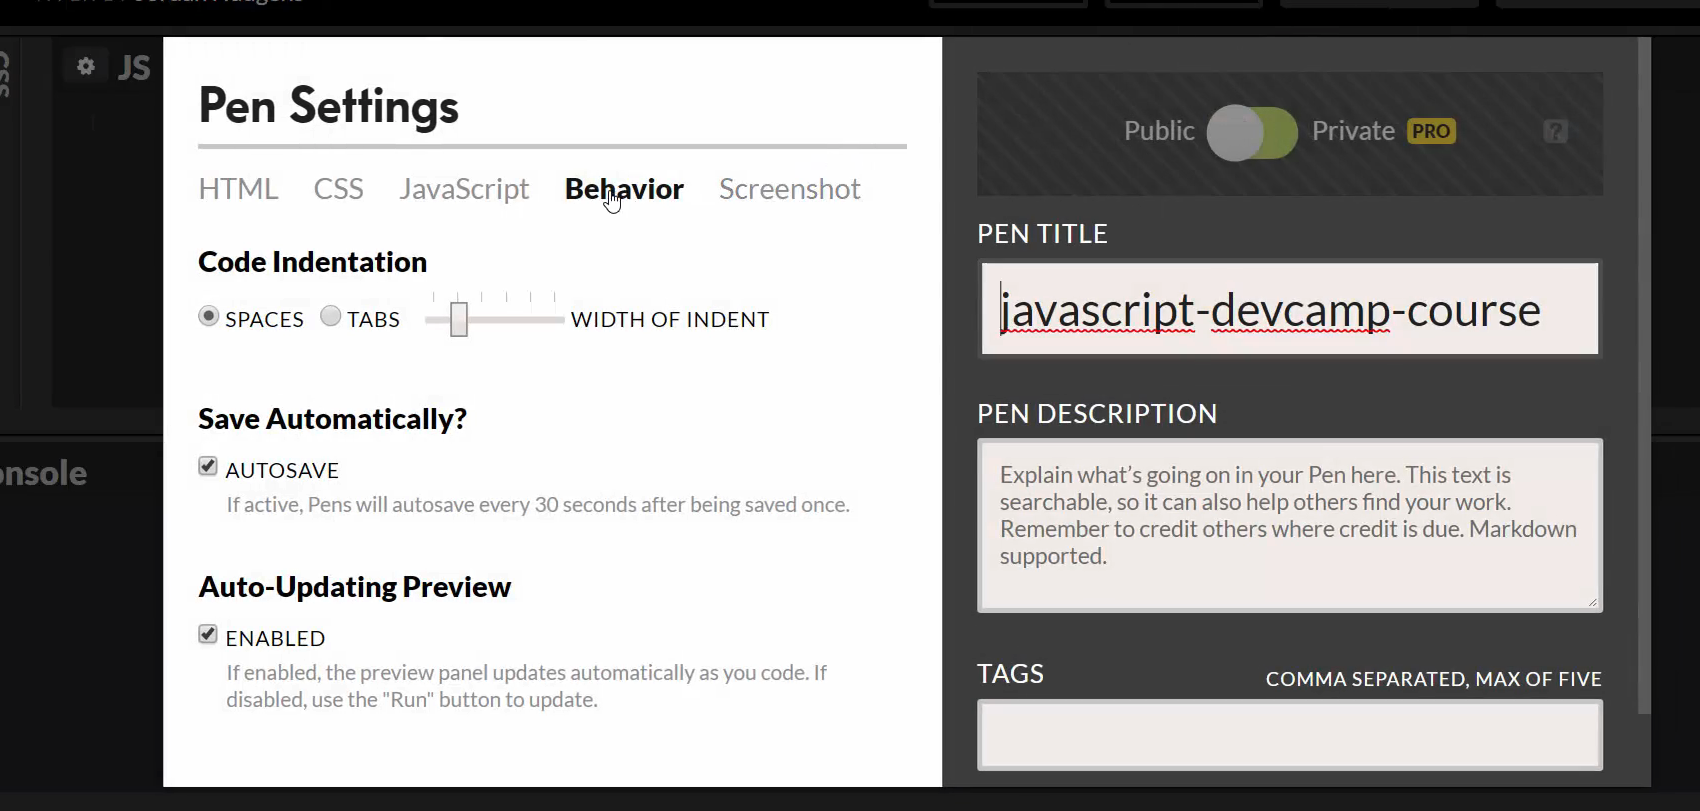 JS
Pen Settings
HTML CSS JavaScript Behavior Screenshot
Code Indentation
SPACES TABS WIDTH OF INDENT
Save Automatically?
AUTOSAVE
If active, Pens will autosave every 30 seconds after being saved once.
Auto-Updating Preview
ENABLED
If enabled, the preview panel updates automatically as you code. If
disabled, use the "Run" button to update.
Public Private PRO ?
PEN TITLE
javascript-devcamp-course
PEN DESCRIPTION
Explain what's going on in your Pen here. This text is
searchable, so it can also help others find your work.
Remember to credit others where credit is due. Markdown
supported.
TAGS COMMA SEPARATED, MAX OF FIVE
CSS
onsole